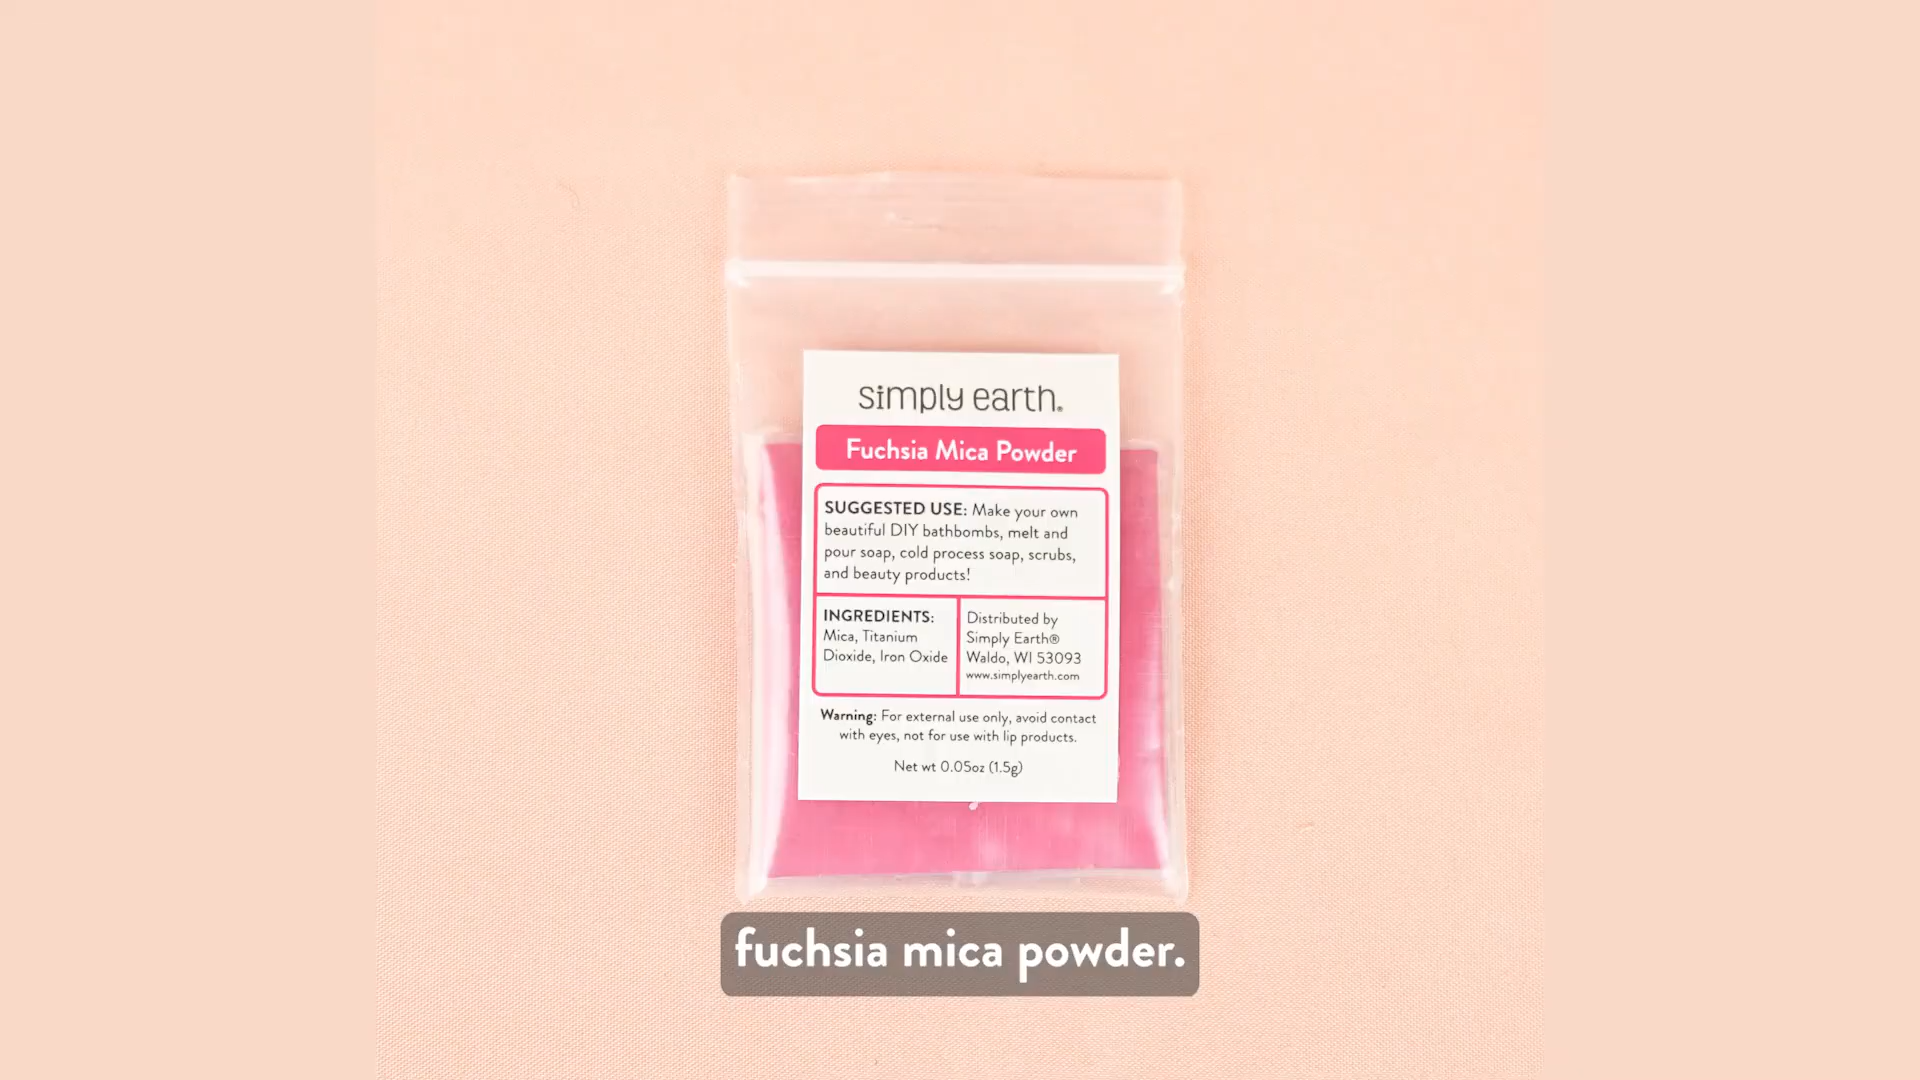 simply earth®
Fuchsia Mica Powder
SUGGESTED USE: Make your own
beautiful DIY bathbombs, melt and
pour soap, cold process soap, scrubs,
and beauty products!
INGREDIENTS:
Mica, Titanium
Dioxide, Iron Oxide
Distributed by
Simply Earth®
Waldo, WI 53093
www.simplyearth.com
Warning: For external use only, avoid contact
with eyes, not for use with lip products.
Net wt 0.05oz (1.5g)
fuchsia mica powder.